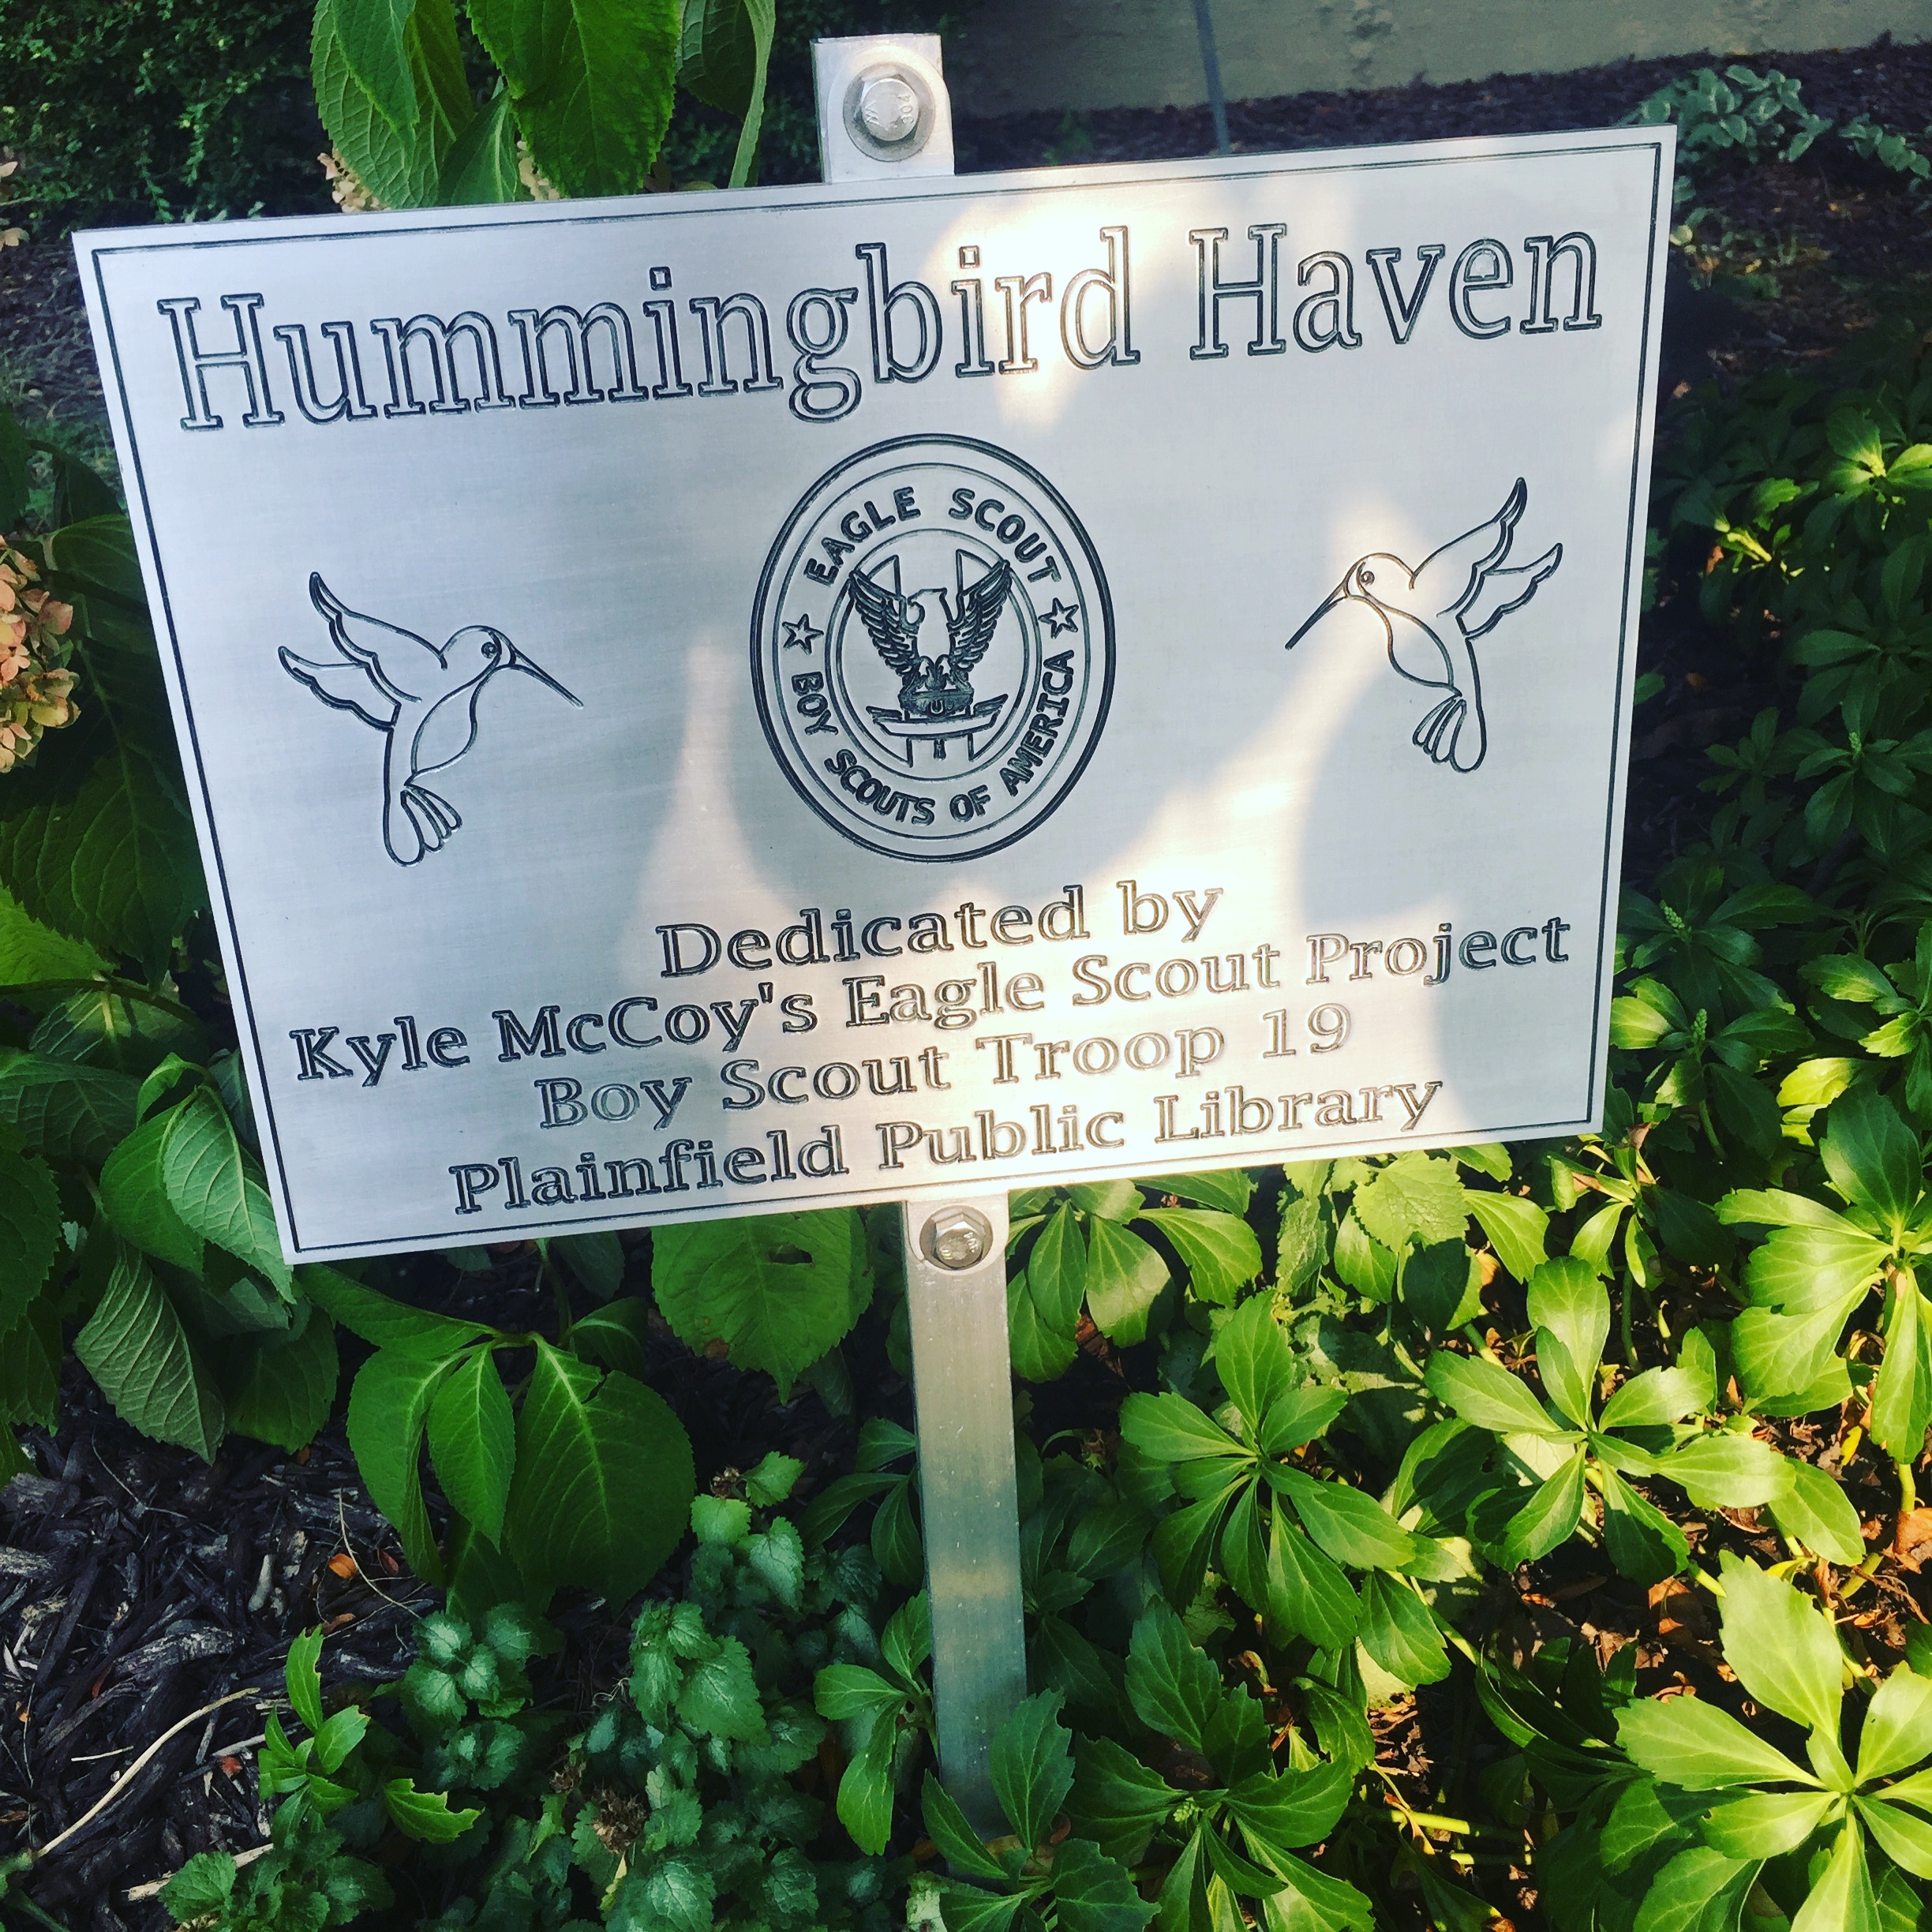 Hummingbird Haven
EAGLE SCOUT
BOY SCOUTS OF AMERICA
Dedicated by
Kyle McCoy's Eagle Scout Project
Boy Scout Troop 19
Plainfield Public Library